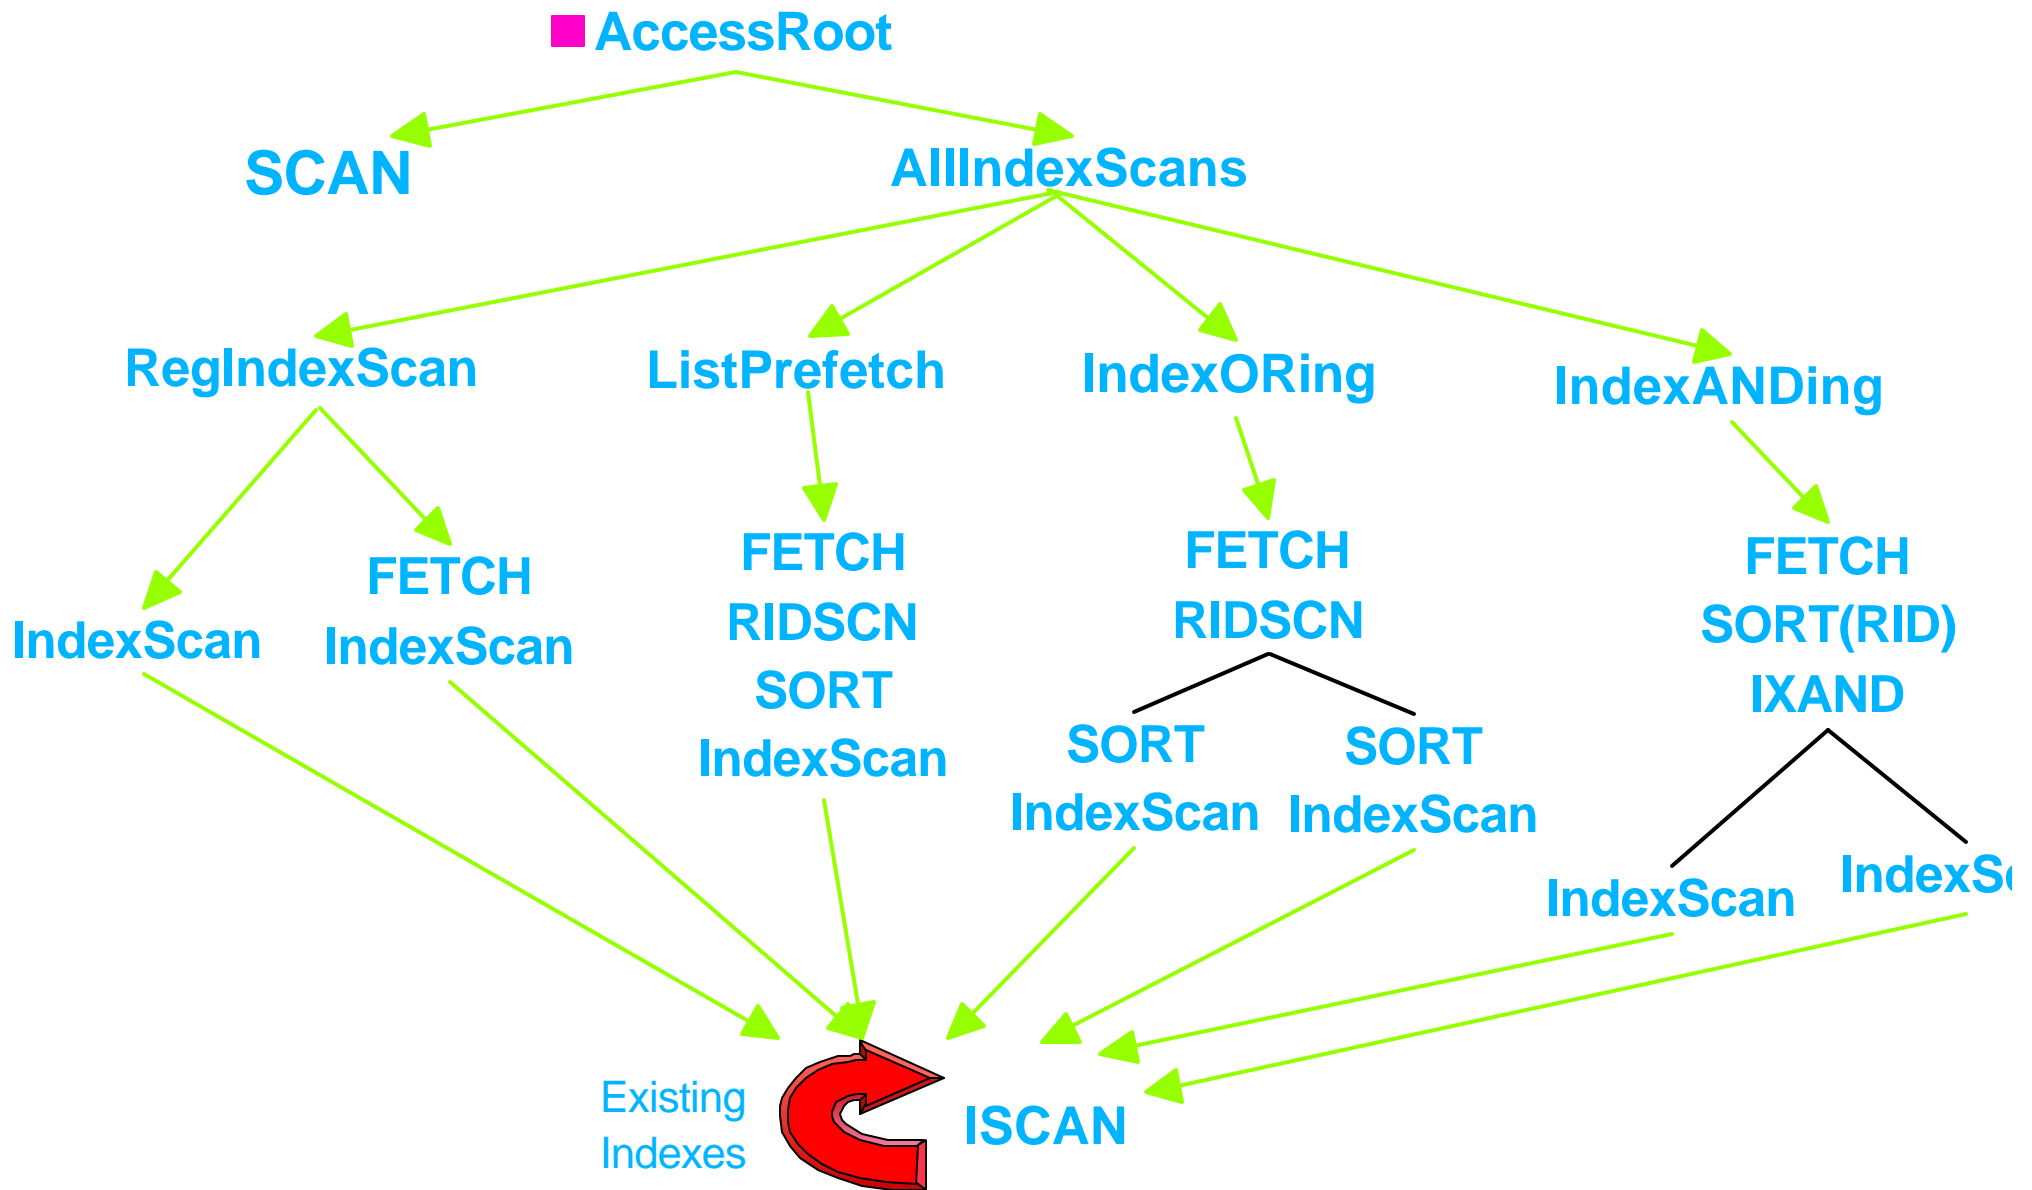 AccessRoot
SCAN
AllIndexScans
RegIndexScan
ListPrefetch
IndexORing
IndexANDing
IndexScan
FETCH
IndexScan
FETCH
RIDSCN
SORT
IndexScan
FETCH
RIDSCN
SORT
IndexScan
SORT
IndexScan
FETCH
SORT(RID)
IXAND
IndexScan
Existing
Indexes
ISCAN